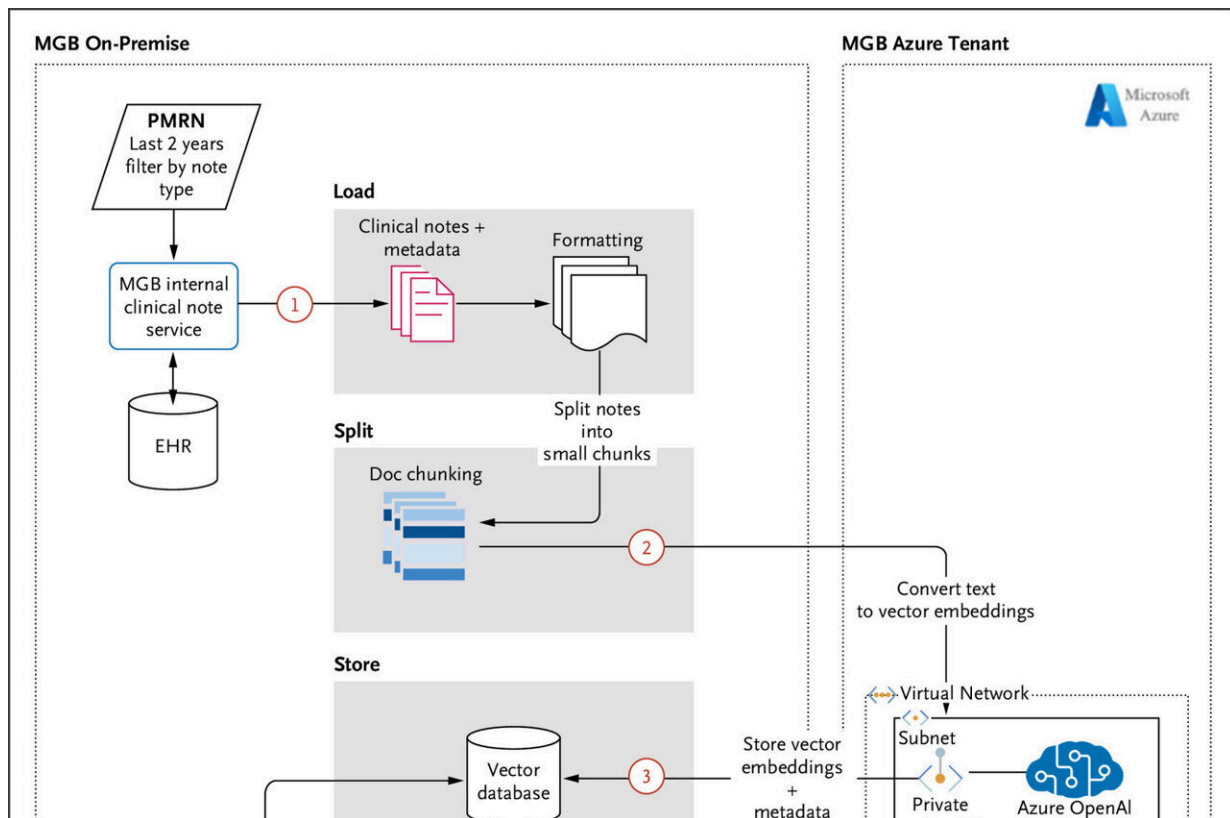 MGB On-Premise
MGB Azure Tenant
Microsoft
Azure
PMRN
Last 2 years
filter by note
type
Load
Clinical notes +
metadata
Formatting
MGB internal
clinical note
service
1
EHR
Split notes
into
small chunks
Split
Doc chunking
2
Convert text
to vector embeddings
Store
Virtual Network
Subnet
Vector
database
3
Store vector
embeddings
+
metadata
Private
Azure OpenAI